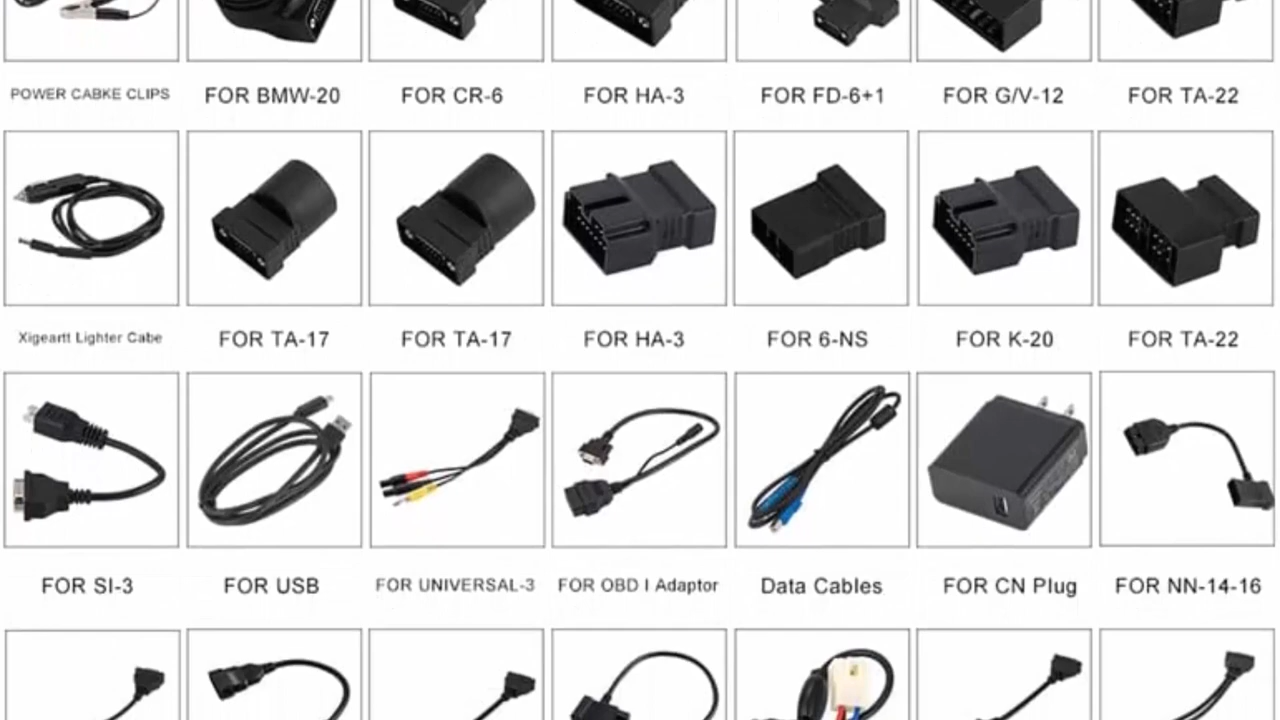 POWER CABKE CLIPS
FOR BMW-20
FOR CR-6
FOR HA-3
FOR FD-6+1
FOR G/V-12
FOR TA-22
Xigeartt Lighter Cabe
FOR TA-17
FOR TA-17
FOR HA-3
FOR 6-NS
FOR K-20
FOR TA-22
FOR SI-3
FOR USB
FOR UNIVERSAL-3
FOR OBD I Adaptor
Data Cables
FOR CN Plug
FOR NN-14-16